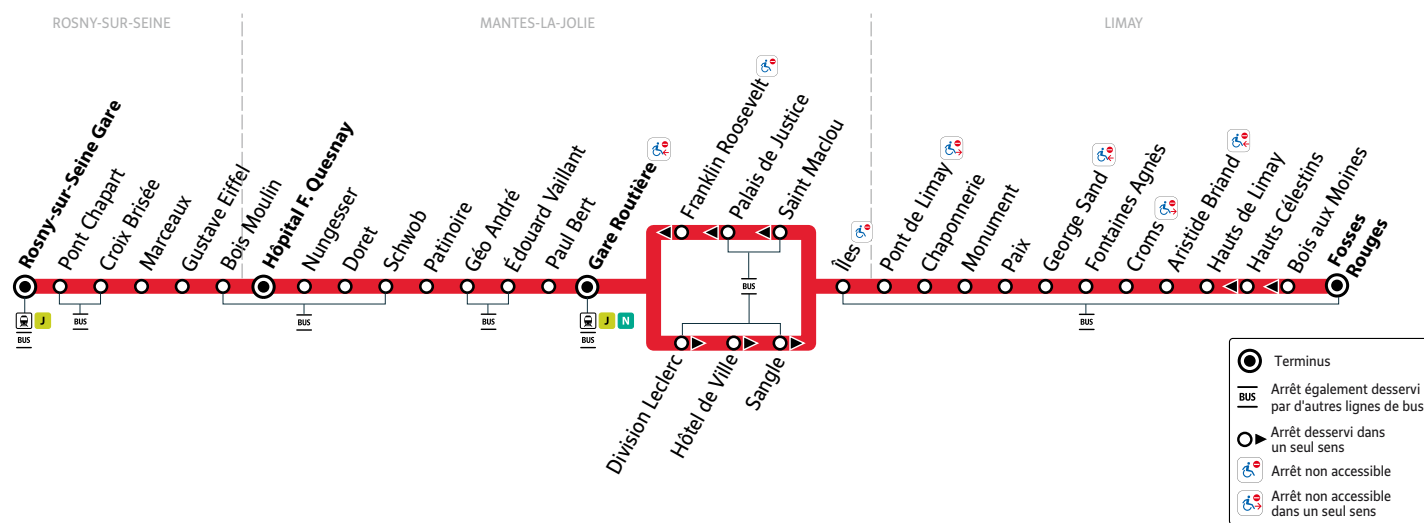 ROSNY-SUR-SEINE
MANTES-LA-JOLIE
LIMAY
Rosny-sur-Seine Gare
Pont Chapart
Croix Brisée
Marceaux
Gustave Eiffel
Bois Moulin
Hôpital F. Quesnay
Nungesser
Doret
Schwob
Patinoire
Géo André
Édouard Vaillant
Paul Bert
Gare Routière
Franklin Roosevelt
Palais de Justice
Saint Maclou
Division Leclerc
Hôtel de Ville
Sangle
Îles
Pont de Limay
Chaponnerie
Monument
Paix
George Sand
Fontaines Agnès
Croms
Aristide Briand
Hauts de Limay
Hauts Célestins
Bois aux Moines
Fosses
Rouges
J
BUS
BUS
BUS
BUS
J
N
BUS
BUS
BUS
Terminus
BUS
Arrêt également desservi
par d'autres lignes de bus
Arrêt desservi dans
un seul sens
Arrêt non accessible
Arrêt non accessible
dans un seul sens